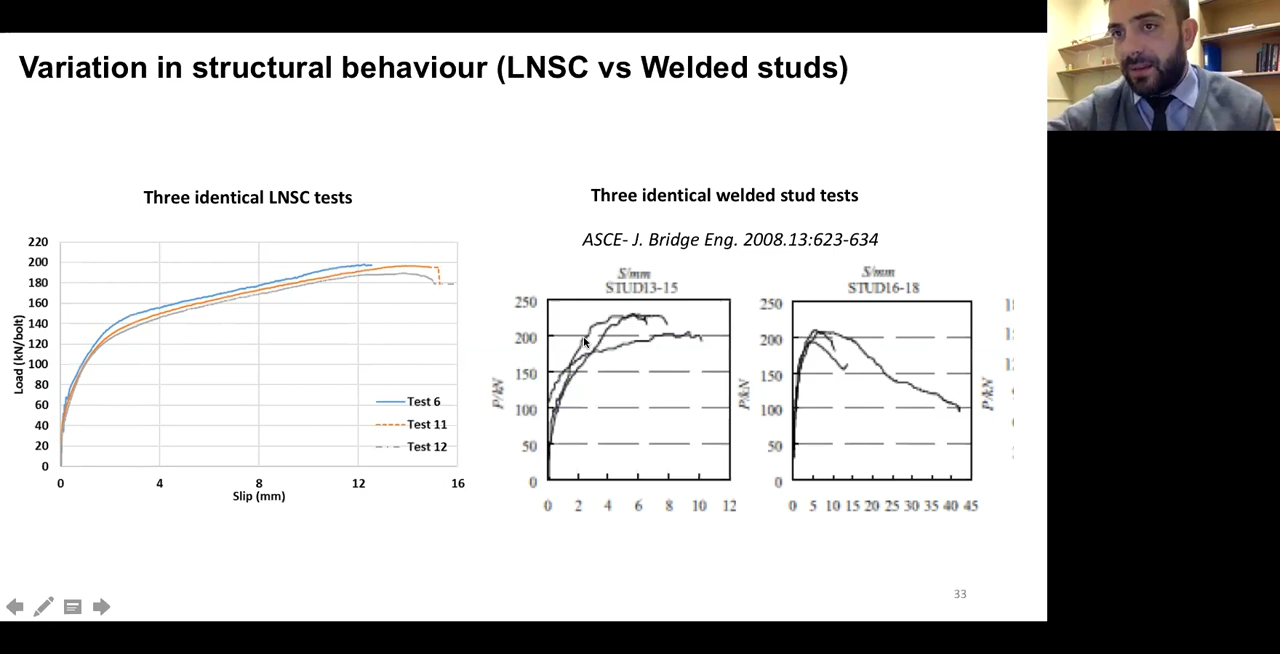 Variation in structural behaviour (LNSC vs Welded studs)
Three identical LNSC tests
220
200
180
160
140
120
100
80
60
40
20
0
Load (kN/bolt)
Test 6
Test 11
Test 12
0 4 8 12 16
Slip (mm)
Three identical welded stud tests
ASCE- J. Bridge Eng. 2008.13:623-634
S/mm
STUD13-15
250
200
150
100
50
0
P/kN
0 2 4 6 8 10 12
S/mm
STUD16-18
250
200
150
100
50
0
P/kN
0 5 10 15 20 25 30 35 40 45
P/kN
33